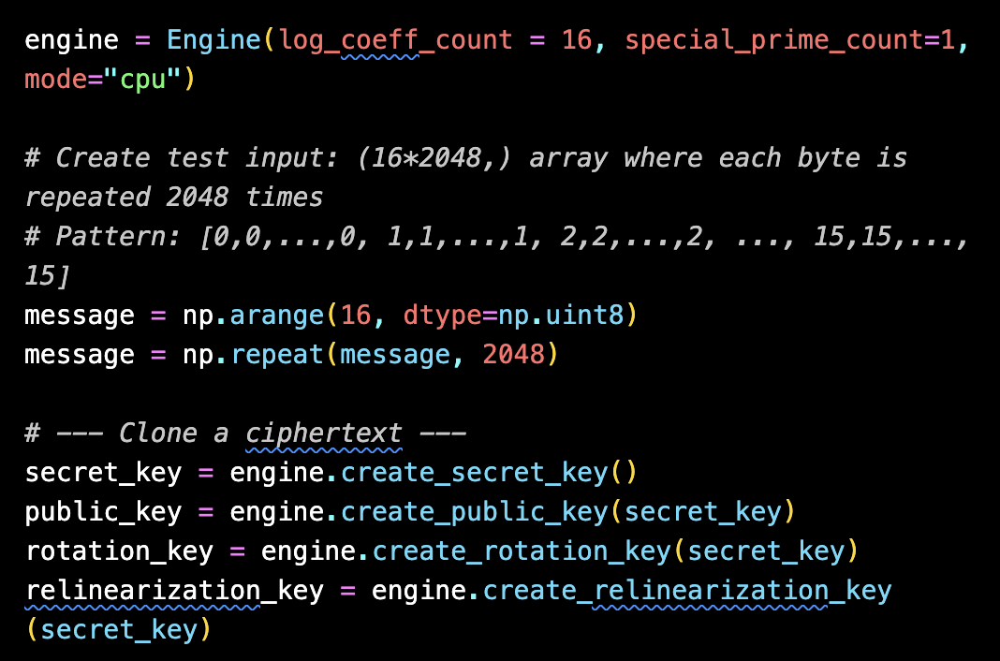 engine = Engine(log_coeff_count = 16, special_prime_count=1,
mode="cpu")
# Create test input: (16*2048,) array where each byte is
repeated 2048 times
# Pattern: [0,0,...,0, 1,1,...,1, 2,2,...,2, ..., 15,15,...,
15]
message = np.arange(16, dtype=np.uint8)
message = np.repeat(message, 2048)
# --- Clone a ciphertext ---
secret_key = engine.create_secret_key()
public_key = engine.create_public_key(secret_key)
rotation_key = engine.create_rotation_key(secret_key)
relinearization_key = engine.create_relinearization_key
(secret_key)